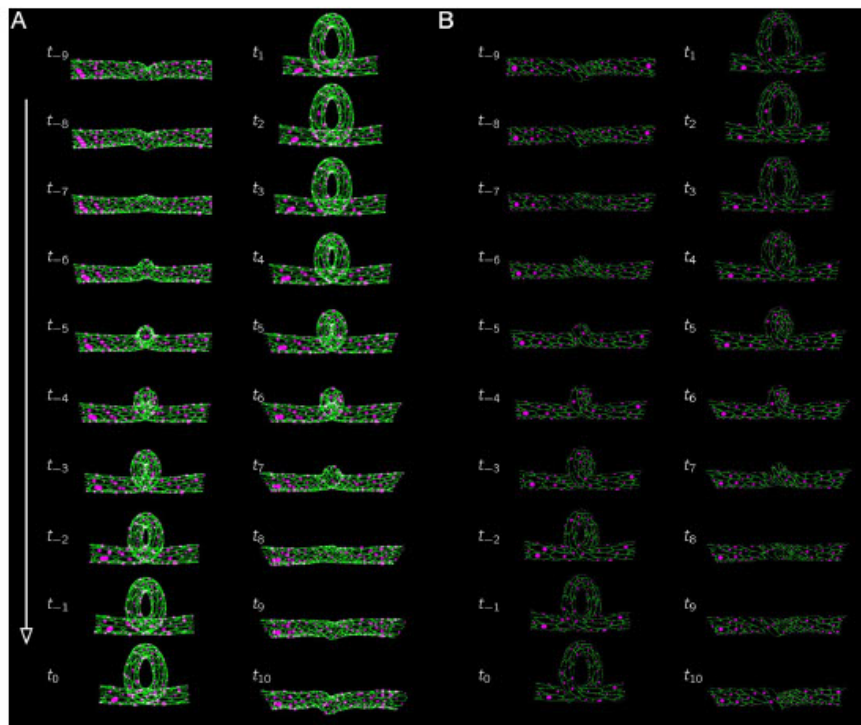 A
t₋₉
t₋₈
t₋₇
t₋₆
t₋₅
t₋₄
t₋₃
t₋₂
t₋₁
t₀
t₁
t₂
t₃
t₄
t₅
t₆
t₇
t₈
t₉
t₁₀
B
t₋₉
t₋₈
t₋₇
t₋₆
t₋₅
t₋₄
t₋₃
t₋₂
t₋₁
t₀
t₁
t₂
t₃
t₄
t₅
t₆
t₇
t₈
t₉
t₁₀